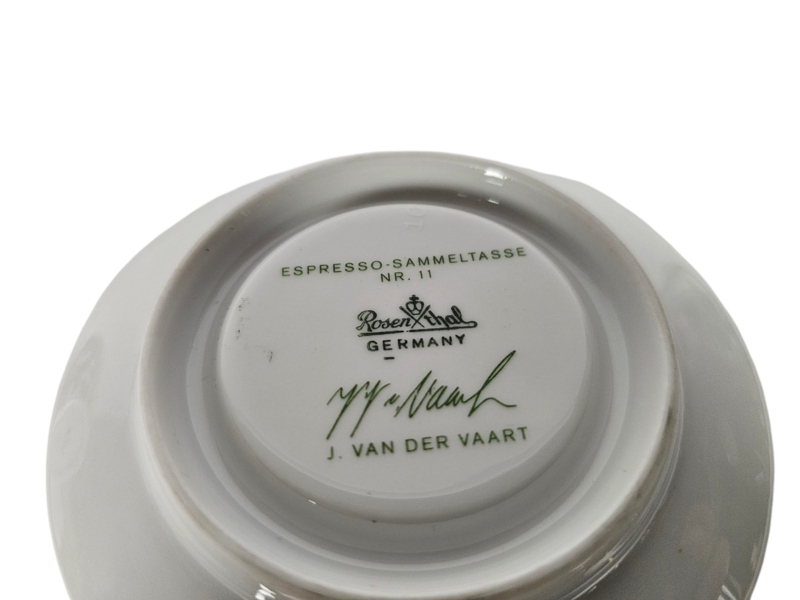 ESPRESSO-SAMMELTASSE
NR. 11
Rosenthal
GERMANY
J. VAN DER VAART